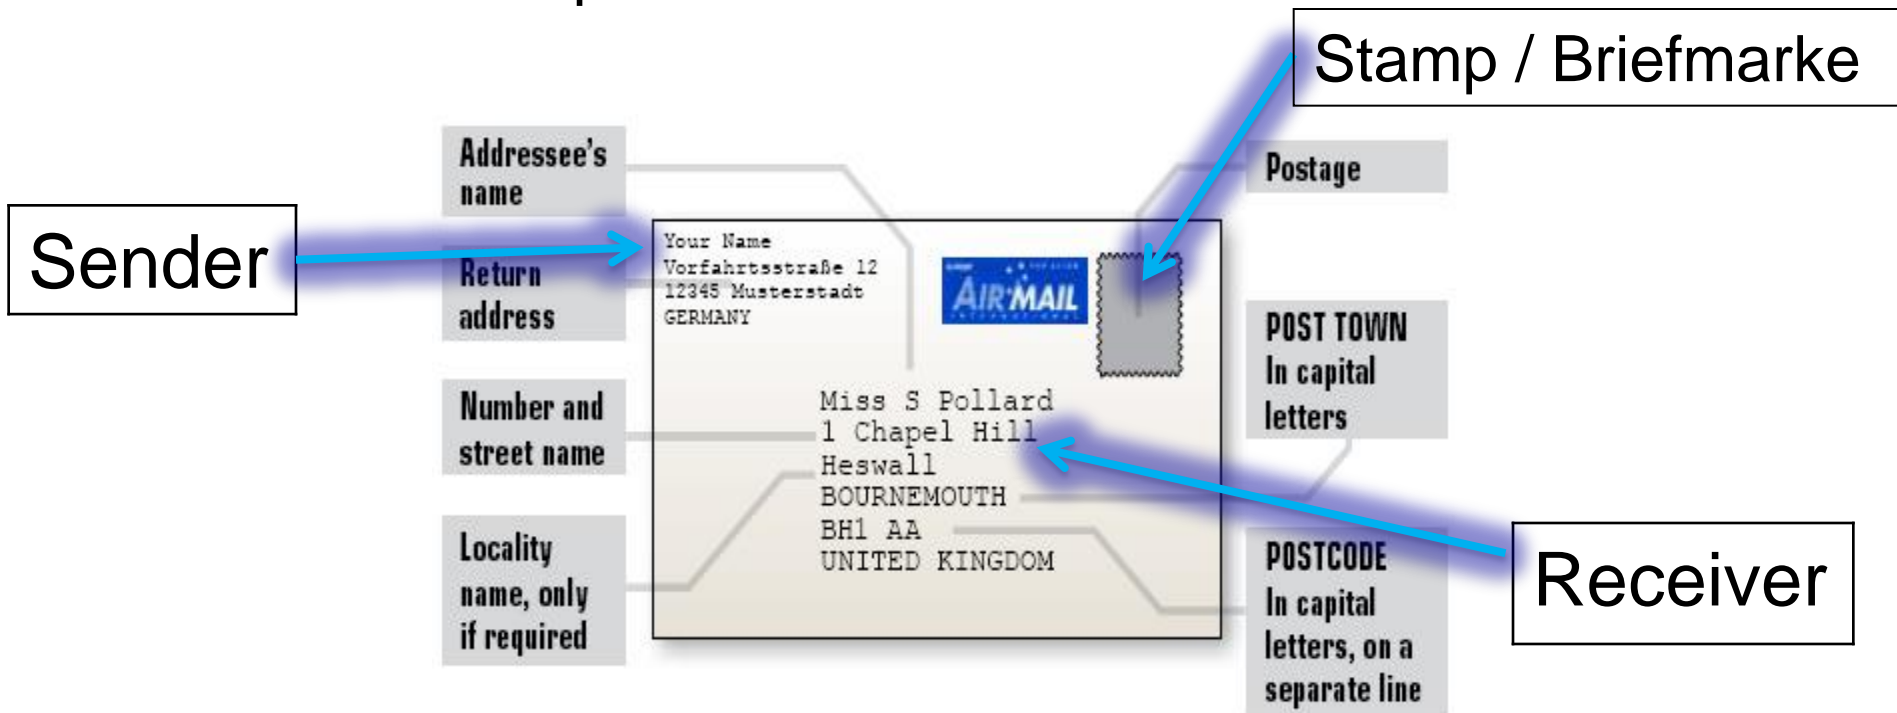 Stamp / Briefmarke
Addressee's
name
Postage
Sender
Return
address
Your Name
Vorfahrtsstraße 12
12345 Musterstadt
GERMANY
AIR MAIL
INTERNATIONAL
POST TOWN
In capital
letters
Number and
street name
Miss S Pollard
1 Chapel Hill
Heswall
BOURNEMOUTH
BH1 AA
UNITED KINGDOM
Locality
name, only
if required
POSTCODE
In capital
letters, on a
separate line
Receiver